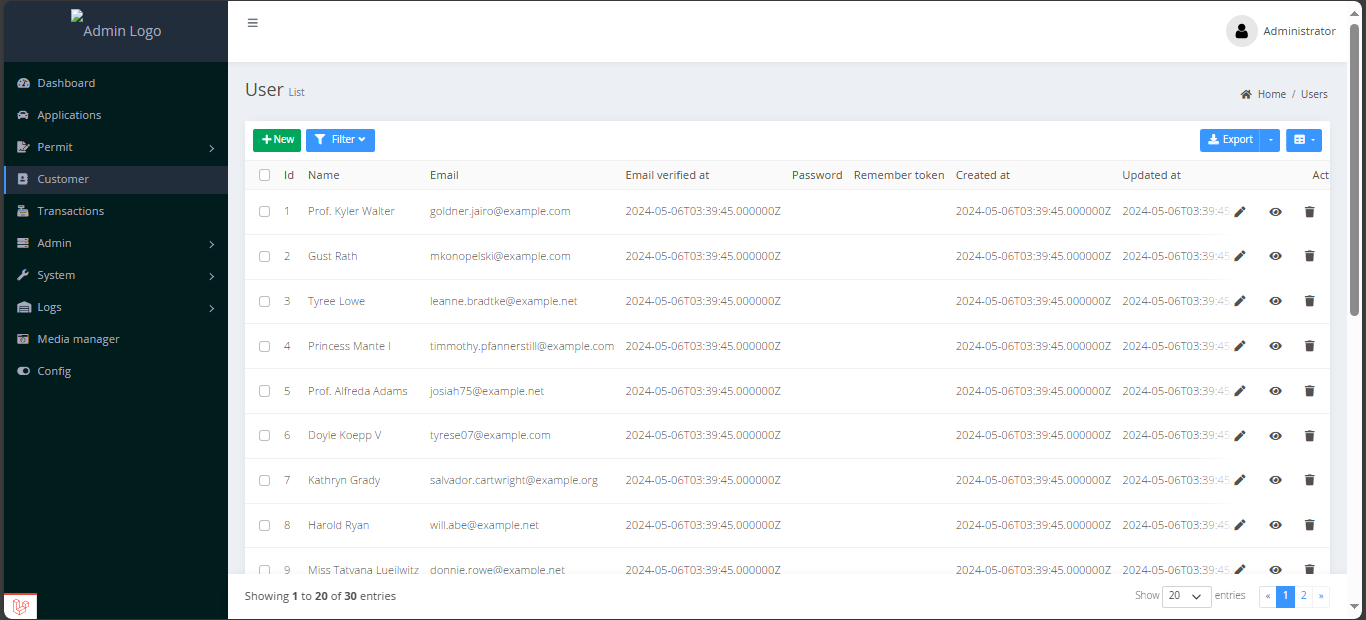 Admin Logo
Administrator
Dashboard
Applications
Permit
Customer
Transactions
Admin
System
Logs
Media manager
Config
User List
Home / Users
New Filter Export
Id Name Email Email verified at Password Remember token Created at Updated at Act
1 Prof. Kyler Walter goldner.jairo@example.com 2024-05-06T03:39:45.000000Z 2024-05-06T03:39:45.000000Z 2024-05-06T03:39:45.
2 Gust Rath mkonopelski@example.com 2024-05-06T03:39:45.000000Z 2024-05-06T03:39:45.000000Z 2024-05-06T03:39:45.
3 Tyree Lowe leanne.bradtke@example.net 2024-05-06T03:39:45.000000Z 2024-05-06T03:39:45.000000Z 2024-05-06T03:39:45.
4 Princess Mante I timmothy.pfannerstill@example.com 2024-05-06T03:39:45.000000Z 2024-05-06T03:39:45.000000Z 2024-05-06T03:39:45.
5 Prof. Alfreda Adams josiah75@example.net 2024-05-06T03:39:45.000000Z 2024-05-06T03:39:45.000000Z 2024-05-06T03:39:45.
6 Doyle Koepp V tyrese07@example.com 2024-05-06T03:39:45.000000Z 2024-05-06T03:39:45.000000Z 2024-05-06T03:39:45.
7 Kathryn Grady salvador.cartwright@example.org 2024-05-06T03:39:45.000000Z 2024-05-06T03:39:45.000000Z 2024-05-06T03:39:45.
8 Harold Ryan will.abe@example.net 2024-05-06T03:39:45.000000Z 2024-05-06T03:39:45.000000Z 2024-05-06T03:39:45.
9 Miss Tatyana Lueilwitz donnie.rowe@example.net 2024-05-06T03:39:45.000000Z 2024-05-06T03:39:45.000000Z 2024-05-06T03:39:45.
Showing 1 to 20 of 30 entries
Show 20 entries « 1 2 »